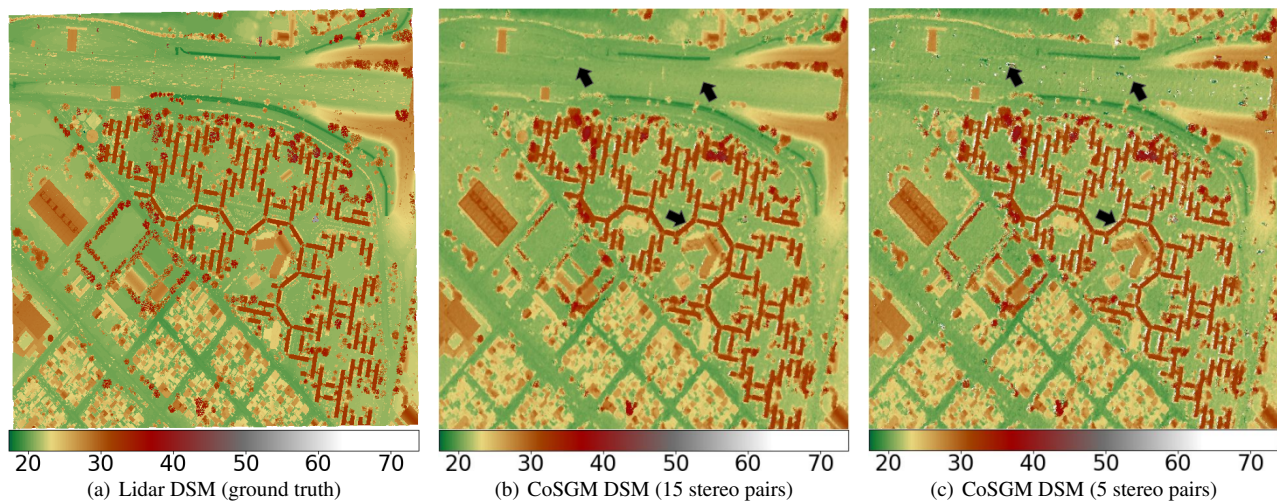 20 30 40 50 60 70
20 30 40 50 60 70
20 30 40 50 60 70
(a) Lidar DSM (ground truth)
(b) CoSGM DSM (15 stereo pairs)
(c) CoSGM DSM (5 stereo pairs)